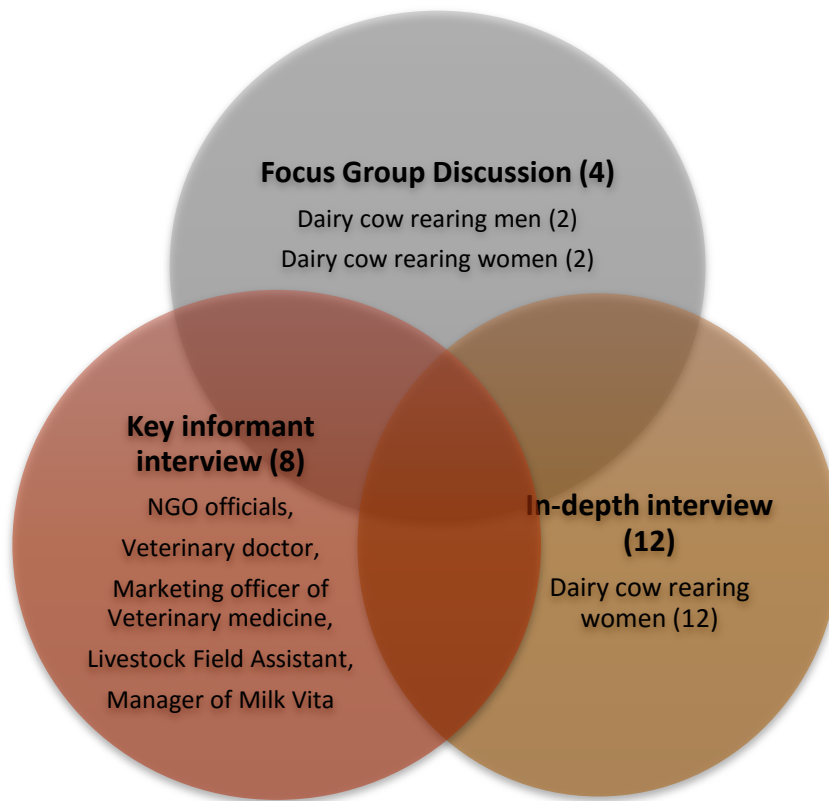 Focus Group Discussion (4)
Dairy cow rearing men (2)
Dairy cow rearing women (2)
Key informant
interview (8)
NGO officials,
Veterinary doctor,
Marketing officer of
Veterinary medicine,
Livestock Field Assistant,
Manager of Milk Vita
In-depth interview
(12)
Dairy cow rearing
women (12)